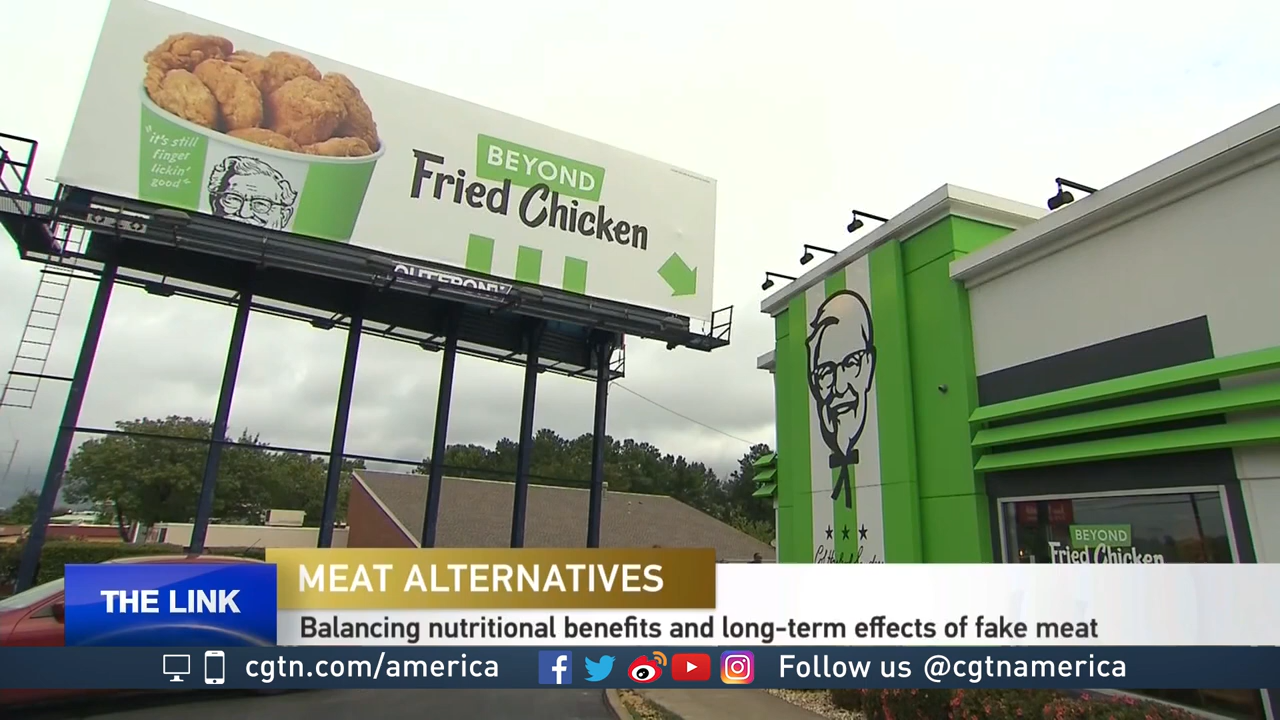 "it's still
finger
lickin'
good"
BEYOND
Fried Chicken
BEYOND
Fried Chicken
MEAT ALTERNATIVES
THE LINK
Balancing nutritional benefits and long-term effects of fake meat
cgtn.com/america
Follow us @cgtnamerica